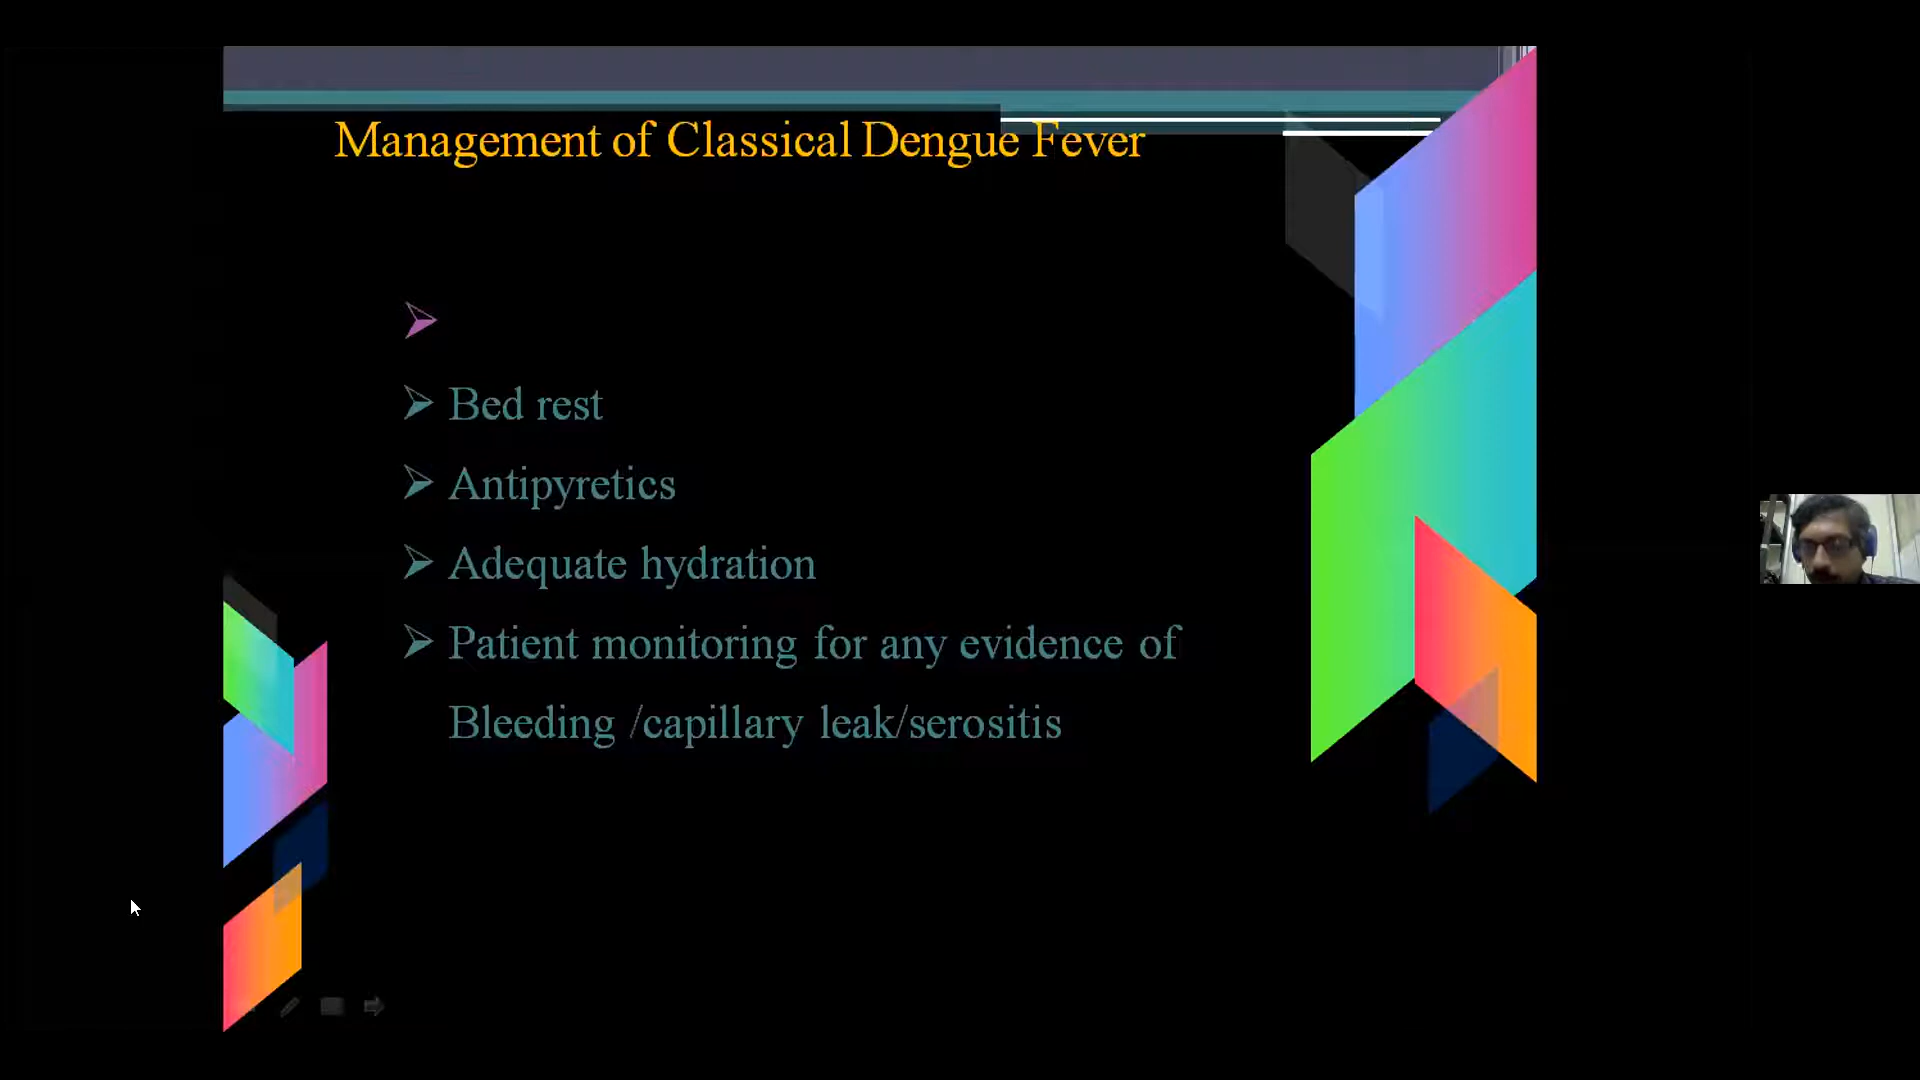 Management of Classical Dengue Fever
Bed rest
Antipyretics
Adequate hydration
Patient monitoring for any evidence of
Bleeding /capillary leak/serositis